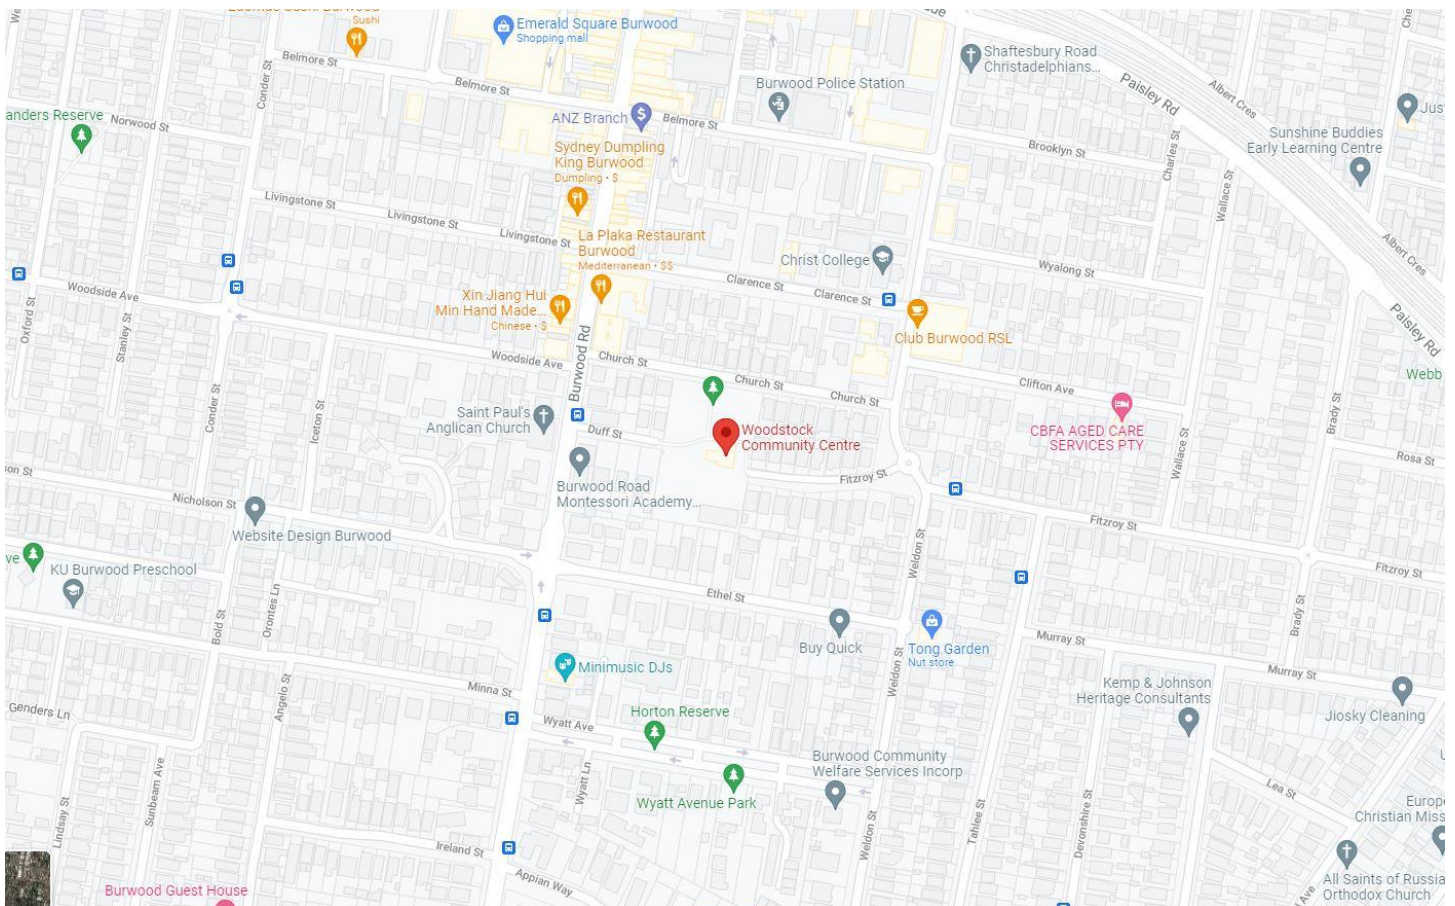 Sushi
Emerald Square Burwood
Shopping mall
Shaftesbury Road
Christadelphians...
Belmore St
Conder St
Belmore St
Burwood Police Station
Paisley Rd
Albert Cres
Norwood St
ANZ Branch
Belmore St
Sunshine Buddies
Early Learning Centre
Sydney Dumpling
King Burwood
Dumpling · $
Brooklyn St
Charles St
Wallace St
Livingstone St
Livingstone St
La Plaka Restaurant
Burwood
Mediterranean · $$
Christ College
Wyalong St
Albert Cres
Clarence St
Clarence St
Woodside Ave
Oxford St
Stanley St
Xin Jiang Hui
Min Hand Made...
Chinese · $
Club Burwood RSL
Paisley Rd
Woodside Ave
Burwood Rd
Church St
Church St
Church St
Clifton Ave
Webb
Conder St
Iceton St
Saint Paul's
Anglican Church
Duff St
Woodstock
Community Centre
CBFA AGED CARE
SERVICES PTY
Wallace St
Brady St
Rosa St
Burwood Road
Montessori Academy...
Fitzroy St
Nicholson St
Website Design Burwood
Fitzroy St
Fitzroy St
KU Burwood Preschool
Weldon St
Ethel St
Bold St
Orontes Ln
Buy Quick
Tong Garden
Nut store
Murray St
Brady St
Murray St
Minimusic DJs
Weldon St
Kemp & Johnson
Heritage Consultants
Jiosky Cleaning
Minna St
Angelo St
Genders Ln
Wyatt Ave
Horton Reserve
Burwood Community
Welfare Services Incorp
Wyatt Avenue Park
Wyatt Ln
Sunbeam Ave
Lindsay St
Lea St
Weldon St
Tahlee St
Devonshire St
Ireland St
Appian Way
Burwood Guest House
All Saints of Russia
Orthodox Church